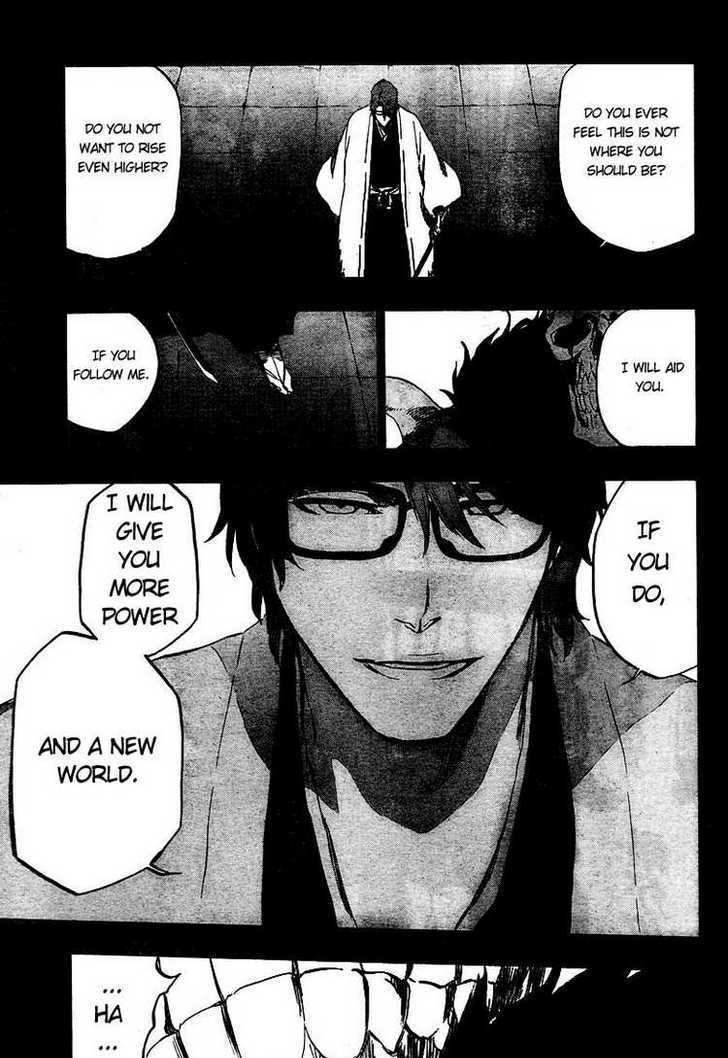 DO YOU EVER
FEEL THIS IS NOT
WHERE YOU
SHOULD BE?
DO YOU NOT
WANT TO RISE
EVEN HIGHER?
I WILL AID
YOU.
IF YOU
FOLLOW ME.
IF
YOU
DO,
I WILL
GIVE
YOU
MORE
POWER
AND A NEW
WORLD.
...
HA
...